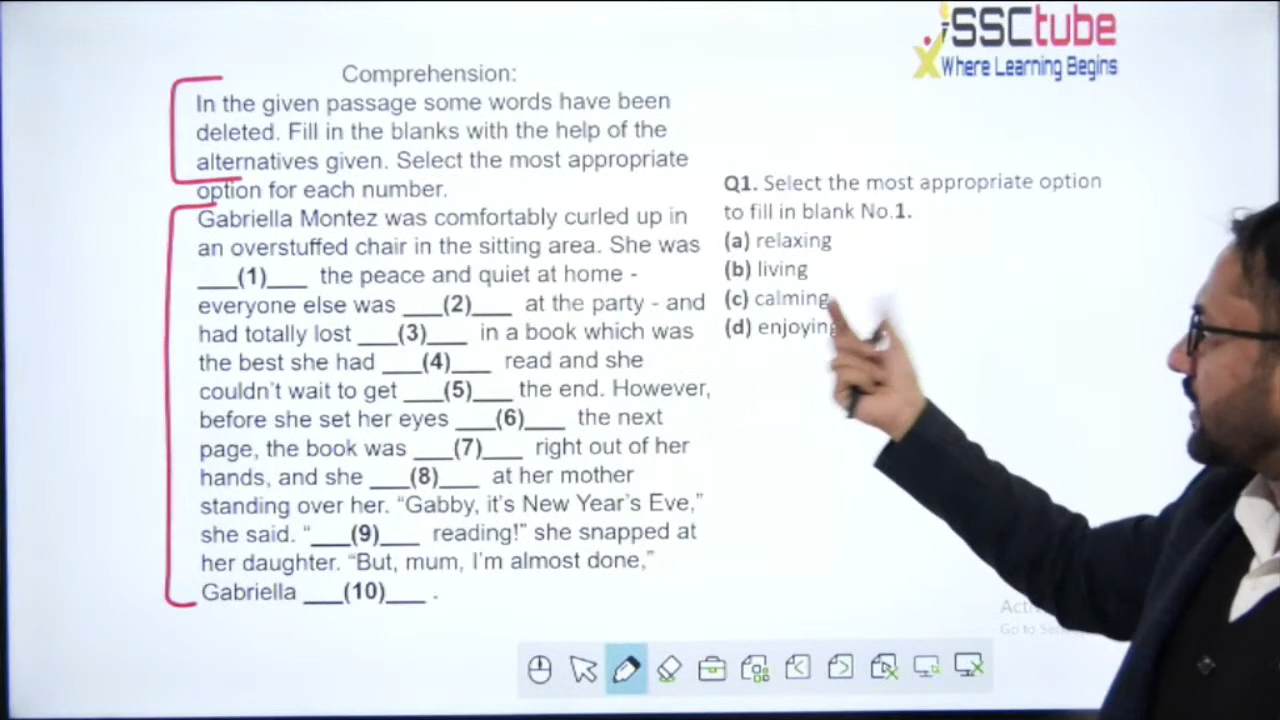 SSCtube
Where Learning Begins
Comprehension:
In the given passage some words have been
deleted. Fill in the blanks with the help of the
alternatives given. Select the most appropriate
option for each number.
Gabriella Montez was comfortably curled up in
an overstuffed chair in the sitting area. She was
___(1)___ the peace and quiet at home -
everyone else was ___(2)___ at the party - and
had totally lost ___(3)___ in a book which was
the best she had ___(4)___ read and she
couldn't wait to get ___(5)___ the end. However,
before she set her eyes ___(6)___ the next
page, the book was ___(7)___ right out of her
hands, and she ___(8)___ at her mother
standing over her. “Gabby, it's New Year's Eve,”
she said. “___(9)___ reading!” she snapped at
her daughter. “But, mum, I'm almost done,”
Gabriella ___(10)___ .
Q1. Select the most appropriate option
to fill in blank No.1.
(a) relaxing
(b) living
(c) calming
(d) enjoying
Go to